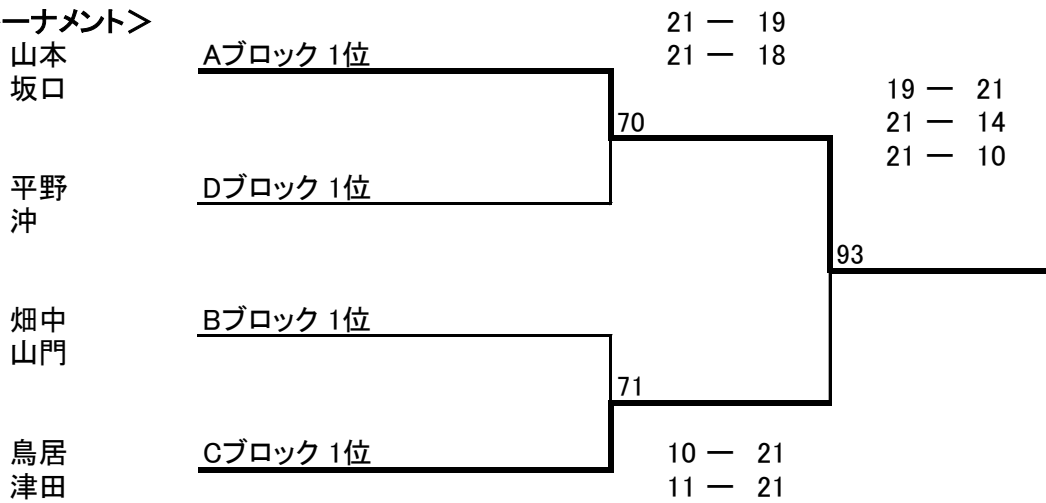 ーナメント＞
山本
坂口
Aブロック 1位
21 ー 19
21 ー 18
70
19 ー 21
21 ー 14
21 ー 10
平野
沖
Dブロック 1位
93
畑中
山門
Bブロック 1位
71
鳥居
津田
Cブロック 1位
10 ー 21
11 ー 21